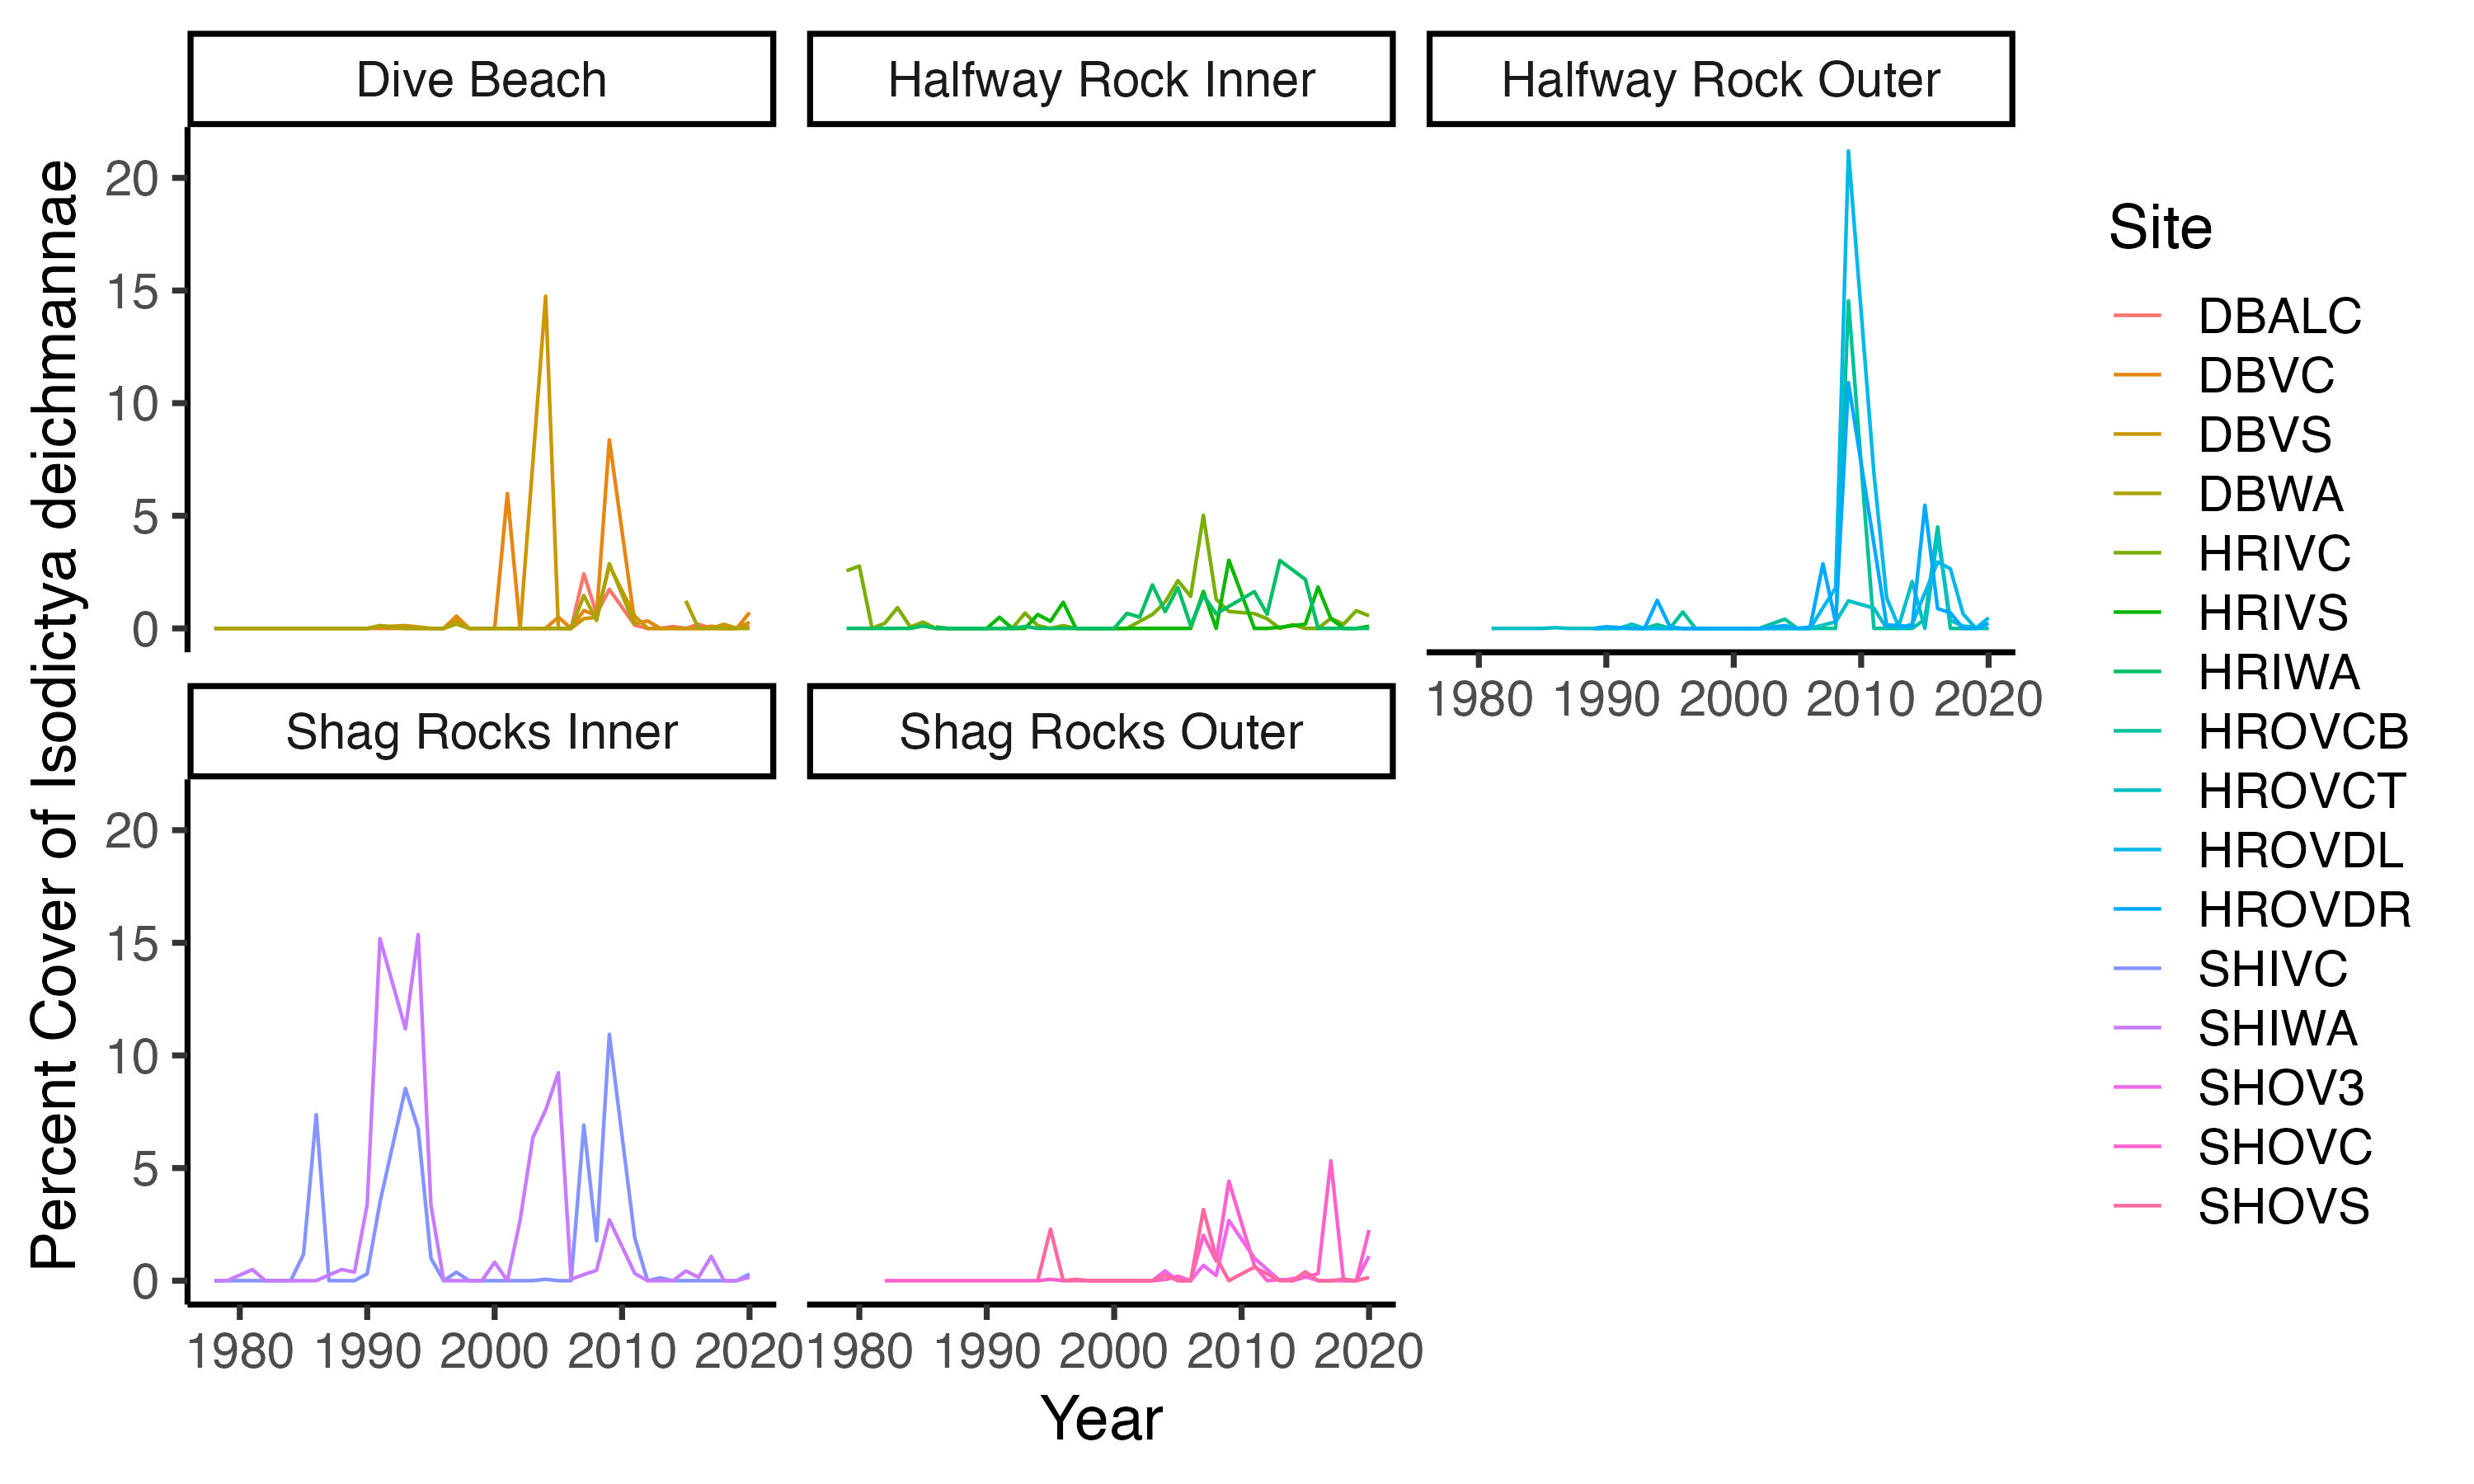 Dive Beach
Halfway Rock Inner
Halfway Rock Outer
Percent Cover of Isodictya deichmannae
20
15
10
5
0
1980 1990 2000 2010 2020
Shag Rocks Inner
Shag Rocks Outer
20
15
10
5
0
1980 1990 2000 2010 2020
1980 1990 2000 2010 2020
Year
Site
DBALC
DBVC
DBVS
DBWA
HRIVC
HRIVS
HRIWA
HROVCB
HROVCT
HROVDL
HROVDR
SHIVC
SHIWA
SHOV3
SHOVC
SHOVS